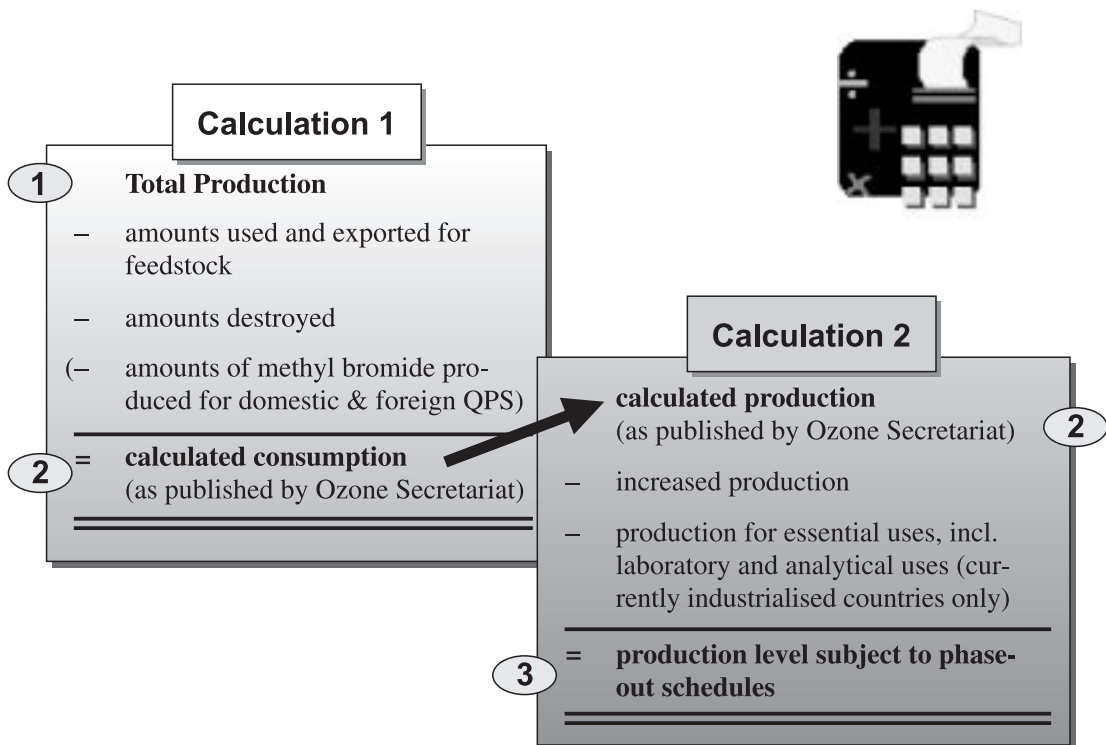 Calculation 1
1
Total Production
– amounts used and exported for
feedstock
– amounts destroyed
(– amounts of methyl bromide pro-
duced for domestic & foreign QPS)
2
= calculated consumption
(as published by Ozone Secretariat)
Calculation 2
calculated production
(as published by Ozone Secretariat)
2
– increased production
– production for essential uses, incl.
laboratory and analytical uses (cur-
rently industrialised countries only)
3
= production level subject to phase-
out schedules
÷
+
x